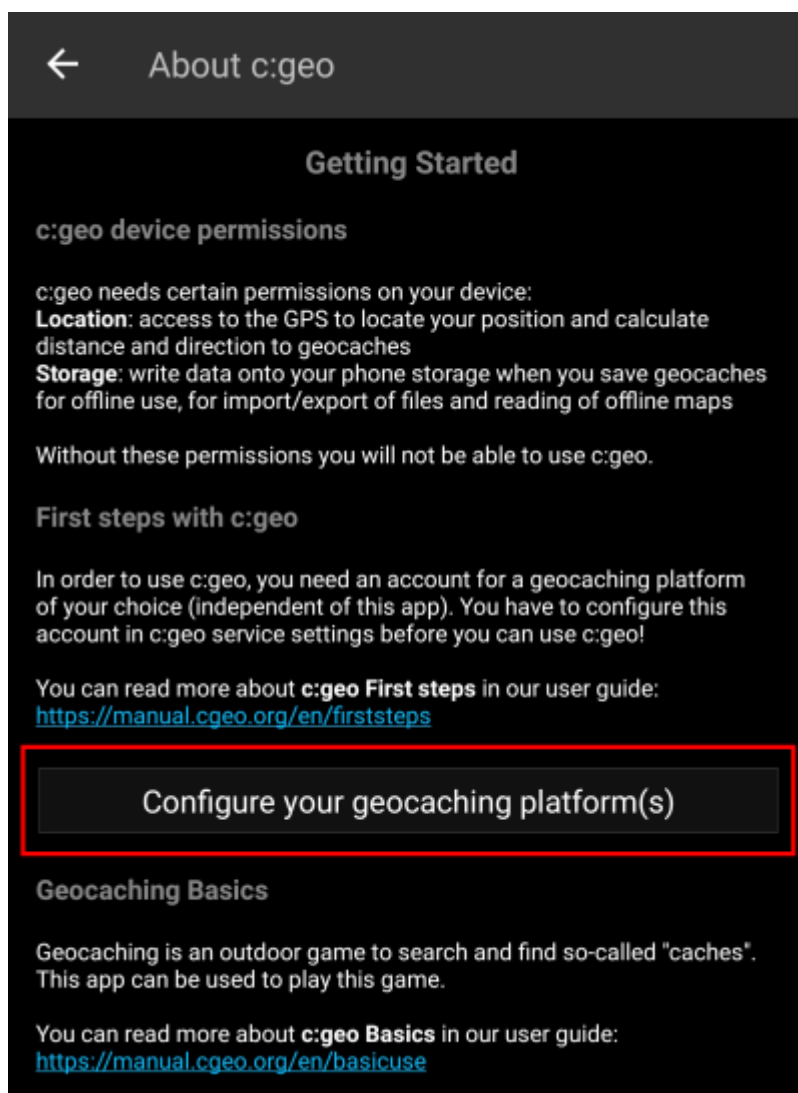 About c:geo
Getting Started
c:geo device permissions
c:geo needs certain permissions on your device:
Location: access to the GPS to locate your position and calculate
distance and direction to geocaches
Storage: write data onto your phone storage when you save geocaches
for offline use, for import/export of files and reading of offline maps
Without these permissions you will not be able to use c:geo.
First steps with c:geo
In order to use c:geo, you need an account for a geocaching platform
of your choice (independent of this app). You have to configure this
account in c:geo service settings before you can use c:geo!
You can read more about c:geo First steps in our user guide:
https://manual.cgeo.org/en/firststeps
Configure your geocaching platform(s)
Geocaching Basics
Geocaching is an outdoor game to search and find so-called "caches".
This app can be used to play this game.
You can read more about c:geo Basics in our user guide:
https://manual.cgeo.org/en/basicuse